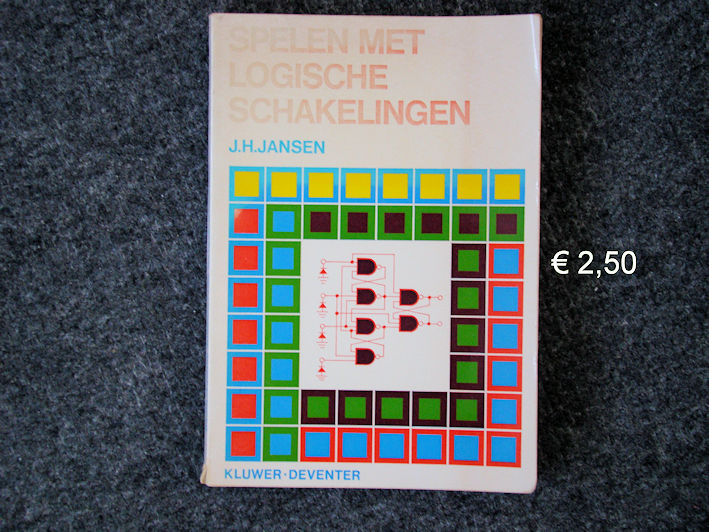 SPELEN MET
LOGISCHE
SCHAKELINGEN
J.H.JANSEN
€ 2,50
KLUWER·DEVENTER